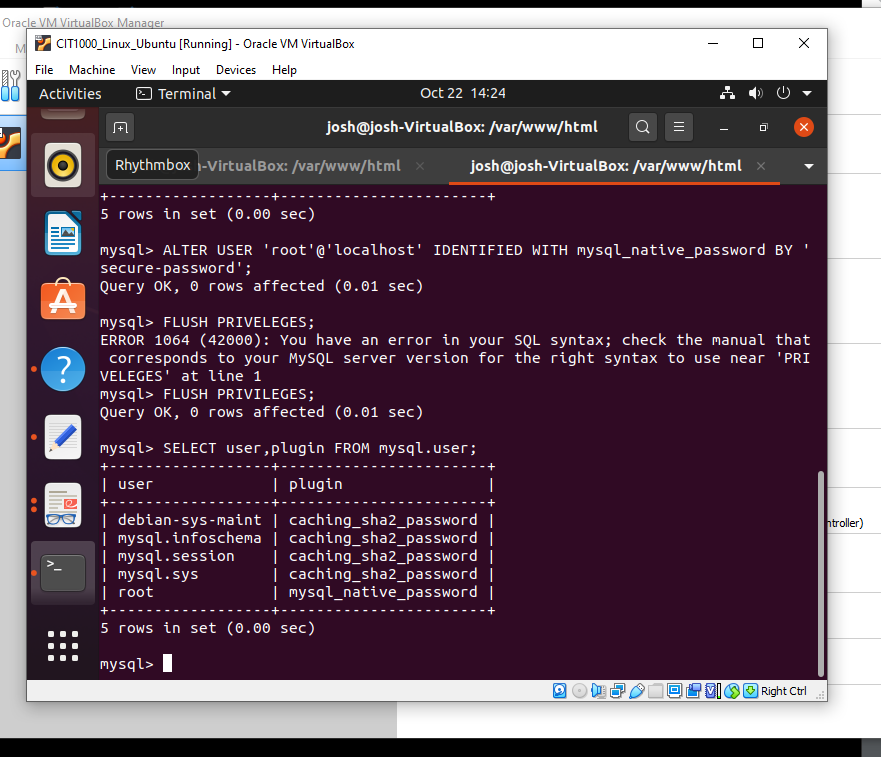 Oracle VM VirtualBox Manager
M
CIT1000_Linux_Ubuntu [Running] - Oracle VM VirtualBox
File Machine View Input Devices Help
Activities Terminal Oct 22 14:24
josh@josh-VirtualBox: /var/www/html
Rhythmbox
-VirtualBox: /var/www/html ×
josh@josh-VirtualBox: /var/www/html ×
+------------------+-----------------------+
5 rows in set (0.00 sec)
mysql> ALTER USER 'root'@'localhost' IDENTIFIED WITH mysql_native_password BY '
secure-password';
Query OK, 0 rows affected (0.01 sec)
mysql> FLUSH PRIVELEGES;
ERROR 1064 (42000): You have an error in your SQL syntax; check the manual that
 corresponds to your MySQL server version for the right syntax to use near 'PRI
VELEGES' at line 1
mysql> FLUSH PRIVILEGES;
Query OK, 0 rows affected (0.01 sec)
mysql> SELECT user,plugin FROM mysql.user;
+------------------+-----------------------+
| user             | plugin                |
+------------------+-----------------------+
| debian-sys-maint | caching_sha2_password |
| mysql.infoschema | caching_sha2_password |
| mysql.session    | caching_sha2_password |
| mysql.sys        | caching_sha2_password |
| root             | mysql_native_password |
+------------------+-----------------------+
5 rows in set (0.00 sec)
mysql>
ntroller)
Right Ctrl